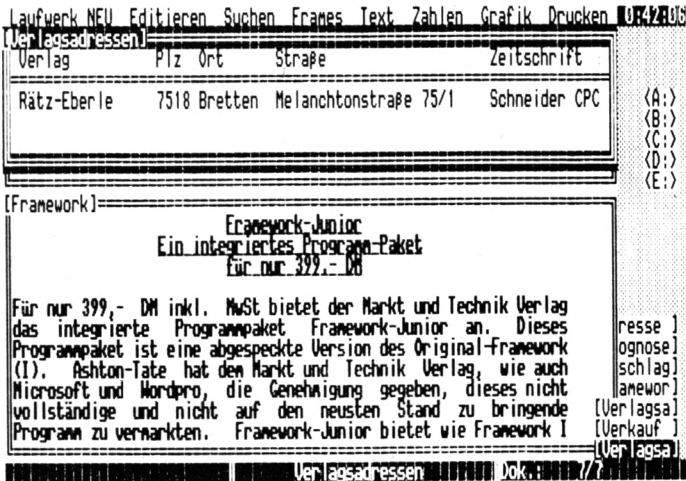 Laufwerk NEU Editieren Suchen Frames Text Zahlen Grafik Drucken 0:42:06
[Verlagsadressen]
Verlag Plz Ort Straße Zeitschrift
Rätz-Eberle 7518 Bretten Melanchtonstraße 75/1 Schneider CPC
<A:>
<B:>
<C:>
<D:>
<E:>
[Framework]
Framework-Junior
Ein integriertes Programm-Paket
für nur 399,- DM
Für nur 399,- DM inkl. MwSt bietet der Markt und Technik Verlag
das integrierte Programmpaket Framework-Junior an. Dieses
Programmpaket ist eine abgespeckte Version des Original-Framework
(I). Ashton-Tate hat dem Markt und Technik Verlag, wie auch
Microsoft und Wordpro, die Genehmigung gegeben, dieses nicht
vollständige und nicht auf den neusten Stand zu bringende
Programm zu vermarkten. Framework-Junior bietet wie Framework I
resse ]
ognose]
schlag]
amewor]
[Verlagsa]
[Verkauf ]
[Verlagsa]
Verlagsadressen Dok.: 7/7